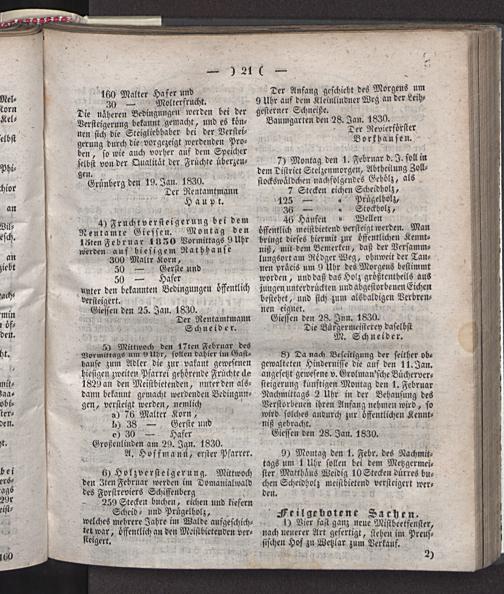 — ) 21 ( —
160 Malter Hafer und
30 — Molterfrucht.
Die näheren Bedingungen werden bei der
Versteigerung bekannt gemacht, und es kön-
nen sich die Steigliebhaber bei der Verstei-
gerung durch die vorgezeigt werdenden Pro-
ben, so wie auch vorher auf dem Speicher
selbst von der Qualität der Früchte überzeu-
gen.
Grünberg den 19. Jan. 1830.
Der Rentamtmann
Haupt.
4) Fruchtversteigerung bei dem
Rentamte Giessen. Montag den
15ten Februar 1830 Vormittags 9 Uhr
werden auf hiesigem Rathhause
300 Malter Korn,
50 — Gerste und
50 — Hafer
unter den bekannten Bedingungen öffentlich
versteigert.
Giessen den 25. Jan. 1830.
Der Rentamtmann
Schneider.
5) Mittwoch den 17ten Februar des
Vormittags um 9 Uhr, sollen dahier im Gast-
hause zum Adler die zur vakant gewesenen
hiesigen zweiten Pfarrei gehörende Früchte de
1829 an den Meistbietenden, unter den als-
dann bekannt gemacht werdenden Bedingun-
gen, versteigt werden, nemlich
a) 76 Malter Korn,
b) 38 — Gerste und
c) 30 — Hafer
Großenlinden am 29. Jan. 1830.
A. Hoffmann, erster Pfarrer.
6) Holzversteigerung. Mittwoch
den 3ten Februar werden im Domanialwald
des Forstreviers Schiffenberg
259 Stecken buchen, eichen und kiefern
Scheid- und Prügelholz,
welches mehrere Jahre im Walde aufgeschich-
tet war, öffentlich an den Meistbietenden ver-
steigert.
Der Anfang geschieht des Morgens um
9 Uhr auf dem Kleinlindner Weg an der Leih-
gesterner Schneiße.
Baumgarten den 28. Jan. 1830.
Der Revierförster
Borkhausen.
7) Montag den 1. Februar d. J. soll in
dem District Stelzenmorgen, Abtheilung Zoll-
stockswäldchen nachfolgendes Gehölz, als
7 Stecken eichen Scheidholz,
125 — " Prügelholz,
36 — " Stockholz,
46 Haufen " Wellen
öffentlich meistbietend versteigt werden. Man
bringt dieses hiermit zur öffentlichen Kennt-
niß, mit dem Bemerken, daß der Versamm-
lungsort am Rödger Weg, ohnweit der Tan-
nen präcis um 9 Uhr des Morgens bestimmt
worden, und daß das Holz größtentheils aus
jungen unterdrückten und abgestorbenen Eichen
bestehet, und sich zum alsbaldigen Verbren-
nen eignet.
Giessen den 28. Jan. 1830.
Die Bürgermeisterey daselbst
M. Schneider.
8) Da nach Beseitigung der seither ob-
gewalteten Hindernisse die auf den 11. Jan.
angesetzt gewesene v. Grolman'sche Bücherver-
steigerung künftigen Montag den 1. Februar
Nachmittags 2 Uhr in der Behausung des
Verstorbenen ihren Anfang nehmen wird, so
wird solches andurch zur öffentlichen Kennt-
niß gebracht.
Giessen den 28. Jan. 1830.
9) Montag den 1. Febr. des Nachmit-
tags um 1 Uhr sollen bei dem Metzgermei-
ster Matthäus Weidig 10 Stecken dürres bu-
chen Scheidholz meistbietend versteigert wer-
den.
Feilgebotene Sachen.
1) Vier fast ganz neue Mistbeetfenster,
nach neuerer Art gefertigt, stehen im Preus-
sischen Hof zu Wetzlar zum Verkauf.
2)